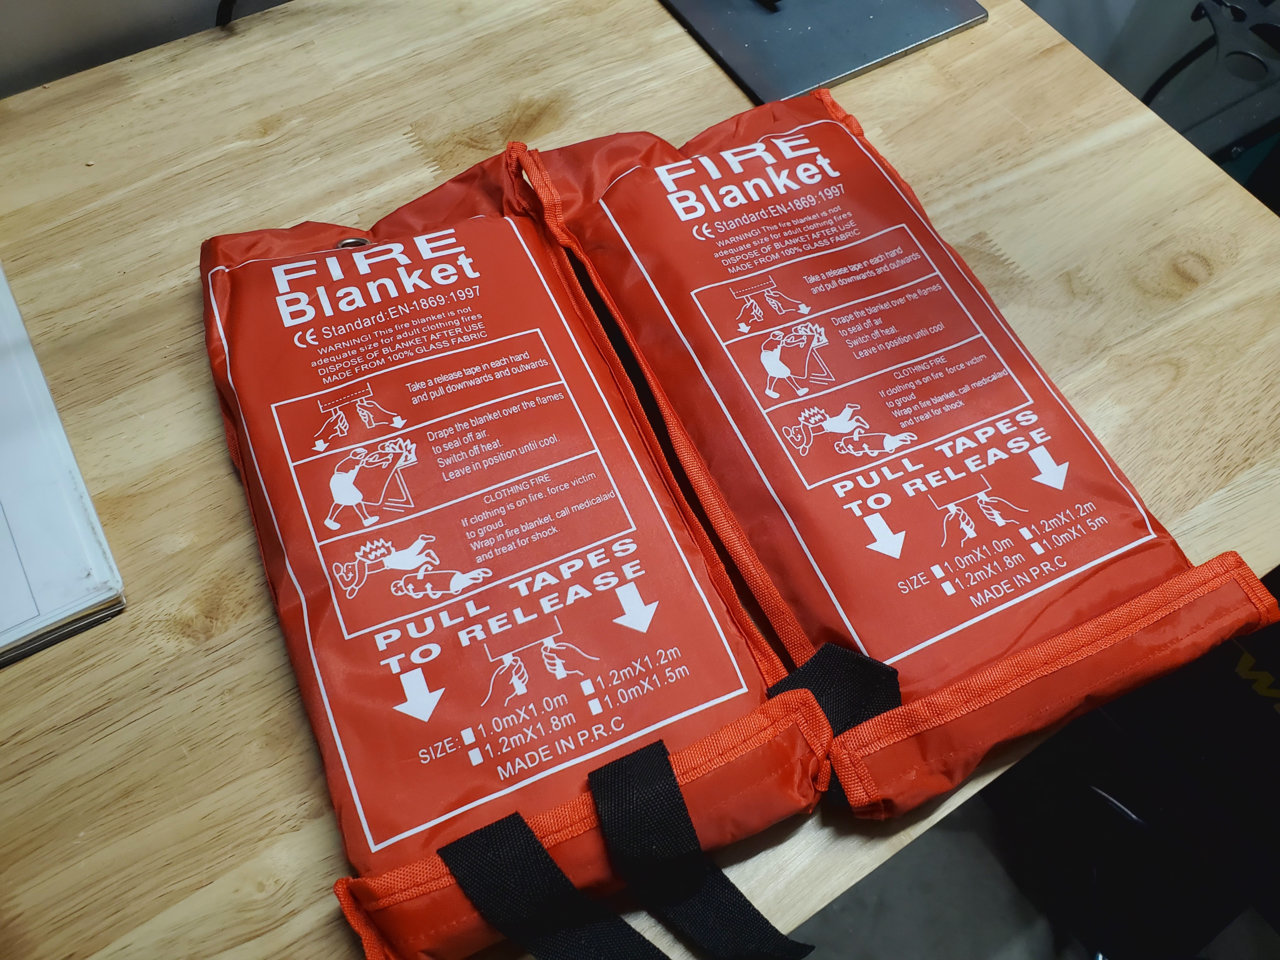 FIRE
Blanket
CE Standard:EN-1869:1997
WARNING! This fire blanket is not
adequate size for adult clothing fires
DISPOSE OF BLANKET AFTER USE
MADE FROM 100% GLASS FABRIC
Take a release tape in each hand
and pull downwards and outwards
Drape the blanket over the flames
to seal off air.
Switch off heat.
Leave in position until cool.
CLOTHING FIRE
If clothing is on fire. force victim
to groud.
Wrap in fire blanket. call medicalaid
and treat for shock.
PULL TAPES
TO RELEASE
SIZE: 1.0mX1.0m 1.2mX1.2m
1.2mX1.8m 1.0mX1.5m
MADE IN P.R.C
FIRE
Blanket
CE Standard:EN-1869:1997
WARNING! This fire blanket is not
adequate size for adult clothing fires
DISPOSE OF BLANKET AFTER USE
MADE FROM 100% GLASS FABRIC
Take a release tape in each hand
and pull downwards and outwards
Drape the blanket over the flames
to seal off air
Switch off heat.
Leave in position until cool
CLOTHING FIRE
If clothing is on fire. force victim
to groud
Wrap in fire blanket. call medicalaid
and treat for shock
PULL TAPES
TO RELEASE
SIZE 1.0mX1.0m 1.2mX1.2m
1.2mX1.8m 1.0mX1.5m
MADE IN P.R.C